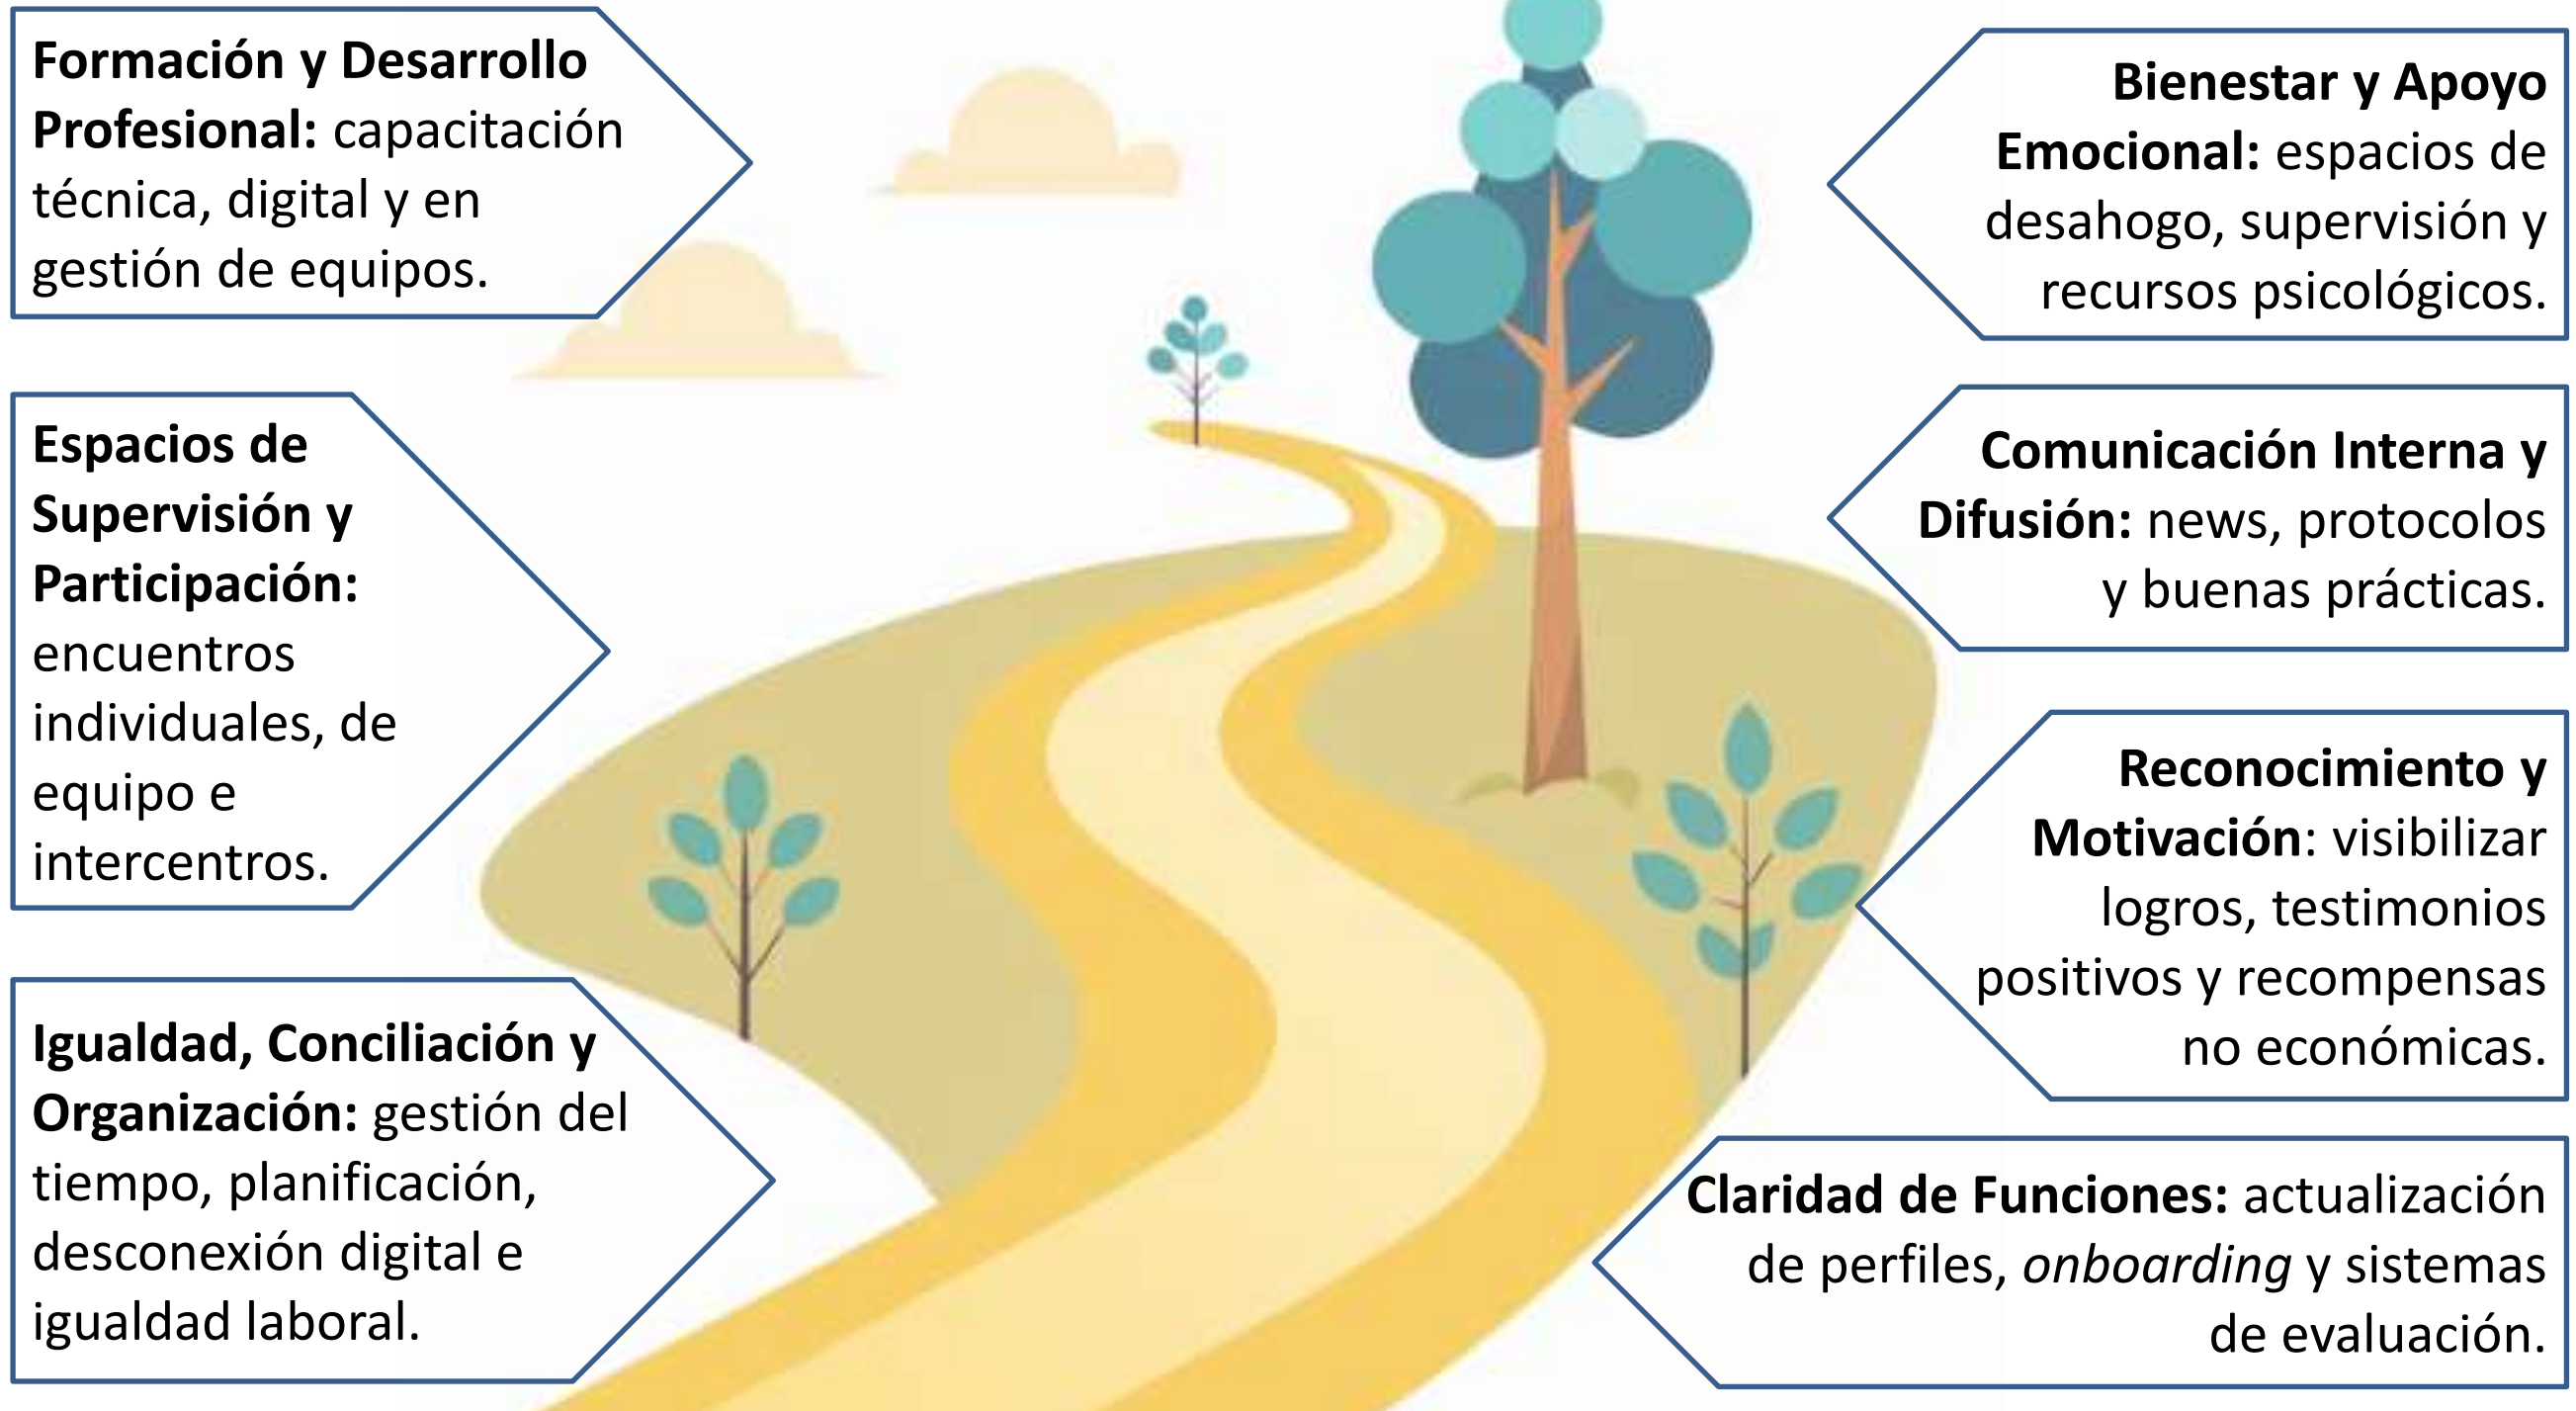 Formación y Desarrollo
Profesional: capacitación
técnica, digital y en
gestión de equipos.
Espacios de
Supervisión y
Participación:
encuentros
individuales, de
equipo e
intercentros.
Igualdad, Conciliación y
Organización: gestión del
tiempo, planificación,
desconexión digital e
igualdad laboral.
Bienestar y Apoyo
Emocional: espacios de
desahogo, supervisión y
recursos psicológicos.
Comunicación Interna y
Difusión: news, protocolos
y buenas prácticas.
Reconocimiento y
Motivación: visibilizar
logros, testimonios
positivos y recompensas
no económicas.
Claridad de Funciones: actualización
de perfiles, onboarding y sistemas
de evaluación.